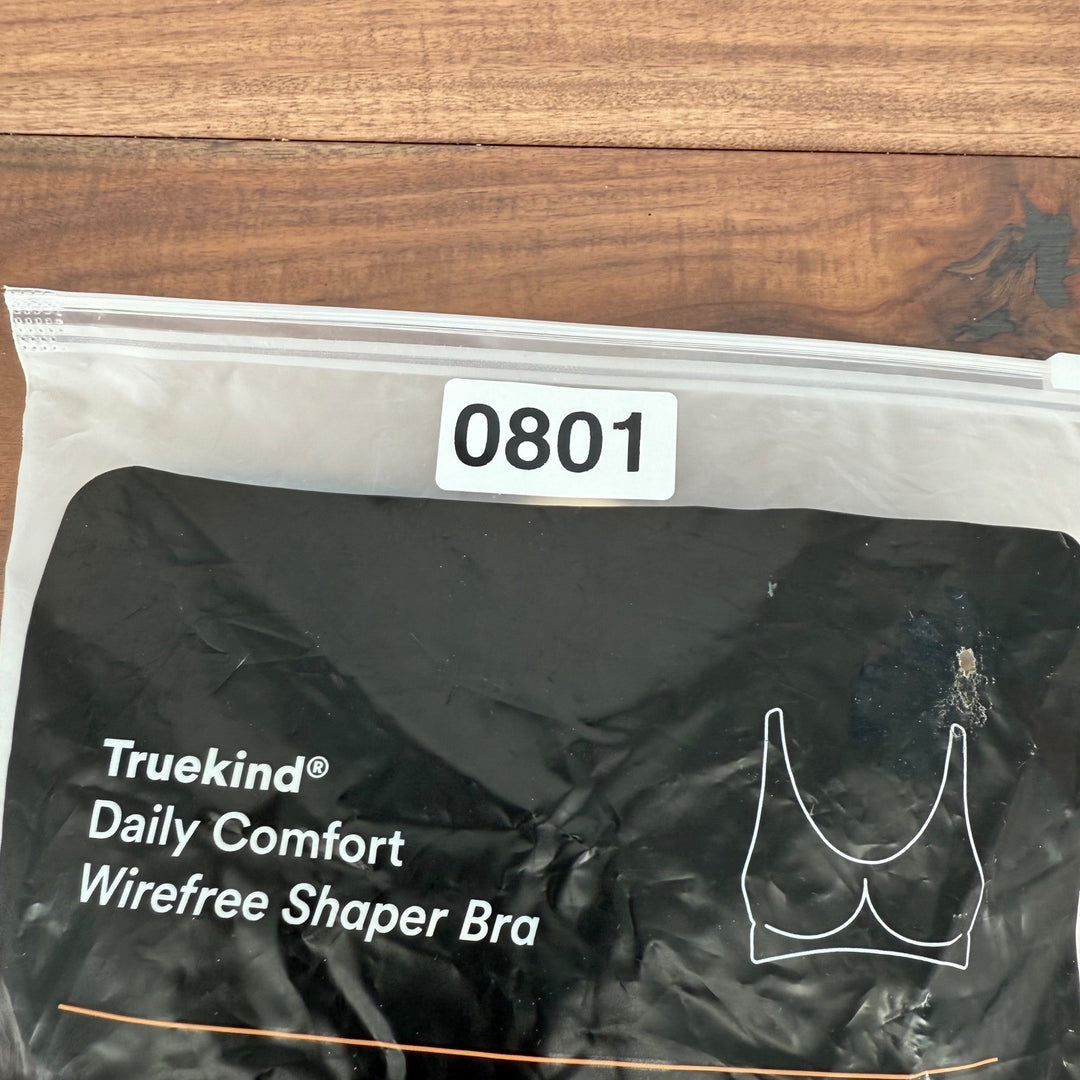 0801
Truekind®
Daily Comfort
Wirefree Shaper Bra